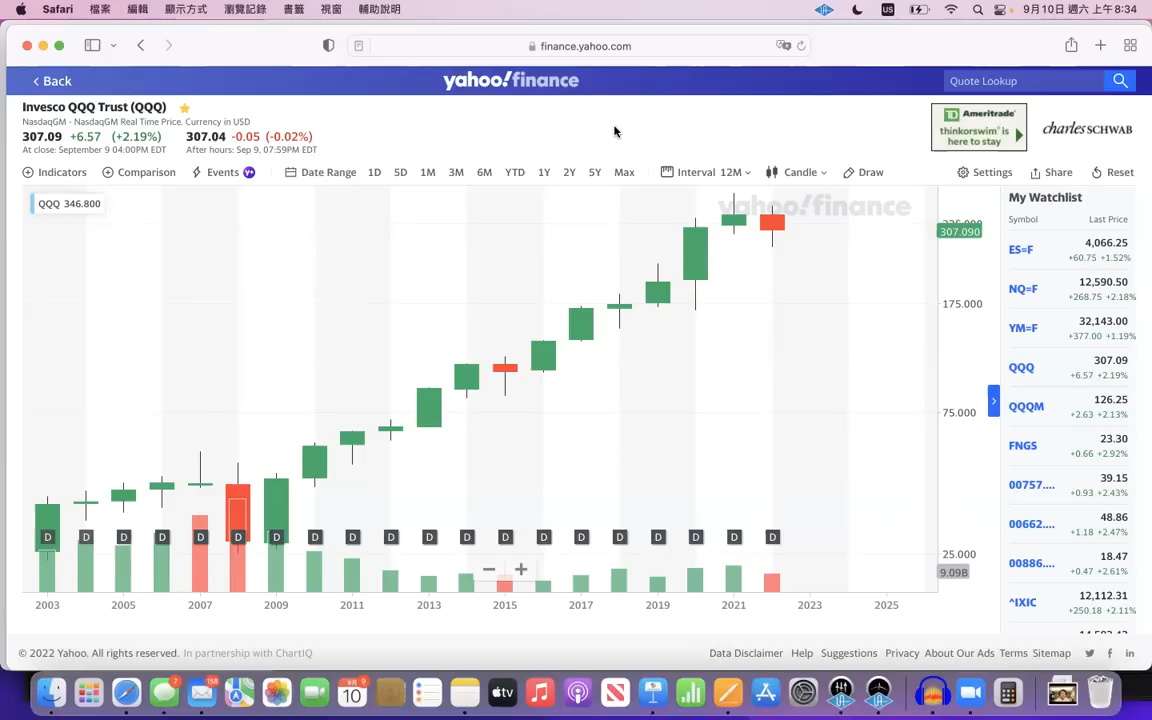 Safari 檔案 編輯 顯示方式 瀏覽記錄 書籤 視窗 輔助說明 US 9月10日 週六 上午8:34
finance.yahoo.com
Back yahoo!finance Quote Lookup
Invesco QQQ Trust (QQQ)
NasdaqGM - NasdaqGM Real Time Price. Currency in USD
307.09 +6.57 (+2.19%) 307.04 -0.05 (-0.02%)
At close: September 9 04:00PM EDT After hours: Sep 9, 07:59PM EDT
Ameritrade
thinkorswim® is
here to stay
charles SCHWAB
Indicators Comparison Events Y+ Date Range 1D 5D 1M 3M 6M YTD 1Y 2Y 5Y Max Interval 12M Candle Draw Settings Share Reset
QQQ 346.800
yahoo!finance
307.090
175.000
75.000
25.000
9.09B
D D D D D D D D D D D D D D D D D D D D
2003 2005 2007 2009 2011 2013 2015 2017 2019 2021 2023 2025
My Watchlist
Symbol Last Price
ES=F 4,066.25
+60.75 +1.52%
NQ=F 12,590.50
+268.75 +2.18%
YM=F 32,143.00
+377.00 +1.19%
QQQ 307.09
+6.57 +2.19%
QQQM 126.25
+2.63 +2.13%
FNGS 23.30
+0.66 +2.92%
00757.... 39.15
+0.93 +2.43%
00662.... 48.86
+1.18 +2.47%
00886.... 18.47
+0.47 +2.61%
^IXIC 12,112.31
+250.18 +2.11%
© 2022 Yahoo. All rights reserved. In partnership with ChartIQ Data Disclaimer Help Suggestions Privacy About Our Ads Terms Sitemap
7 158 9月 10 9 tv